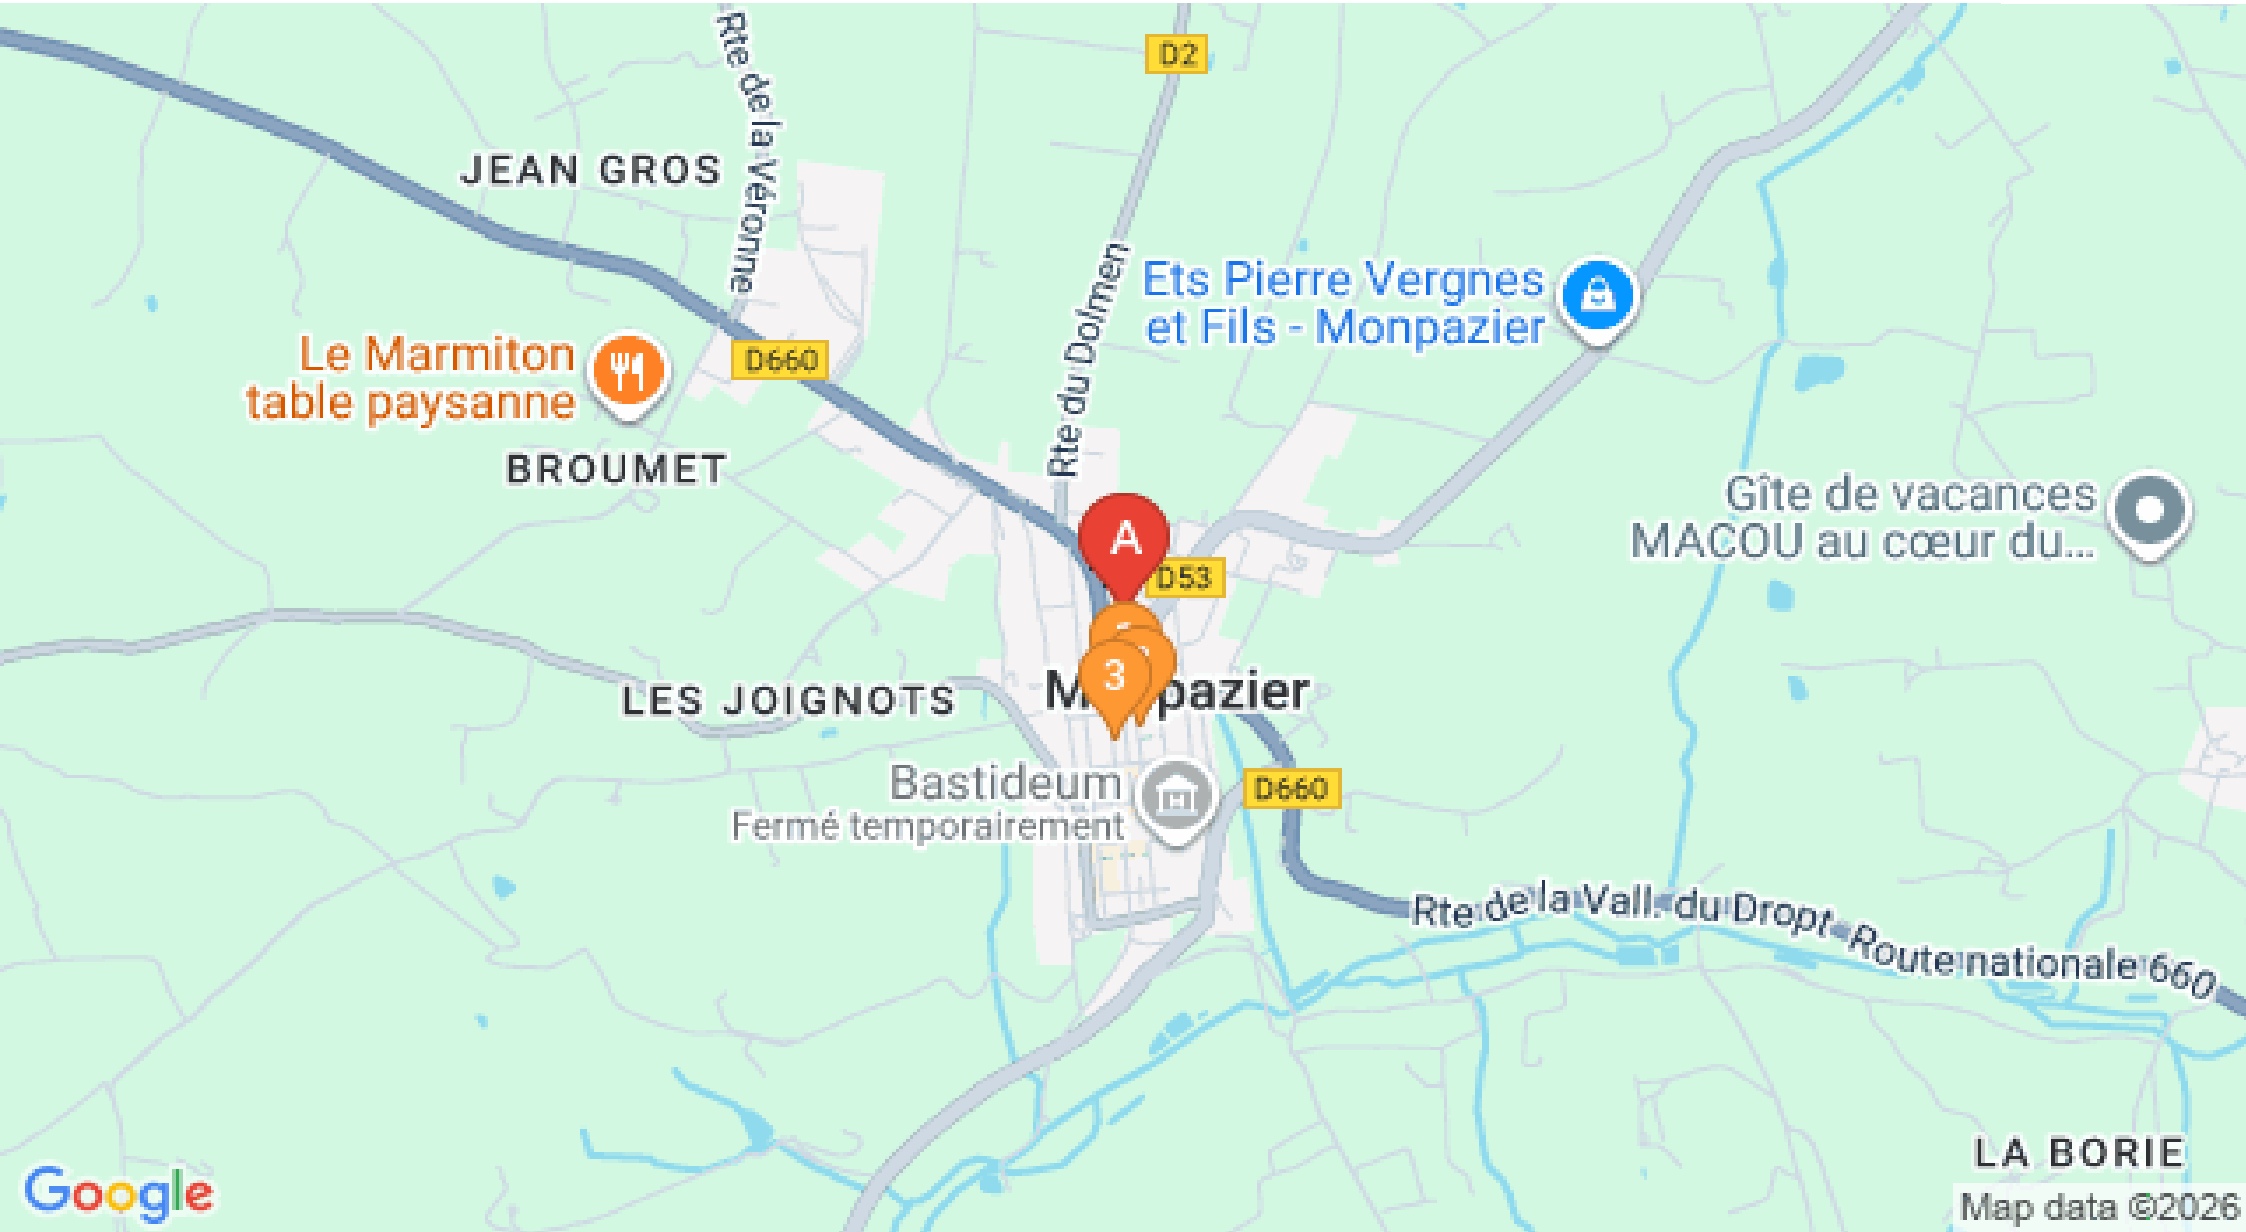 D2
Rte de la Véronne
JEAN GROS
Rte du Dolmen
Ets Pierre Vergnes
et Fils - Monpazier
Le Marmiton
table paysanne
D660
BROUMET
Gîte de vacances
MACOU au cœur du...
A
D53
3
Monpazier
LES JOIGNOTS
Bastideum
Fermé temporairement
D660
Rte de la Vall. du Dropt - Route nationale 660
LA BORIE
Google
Map data ©2026